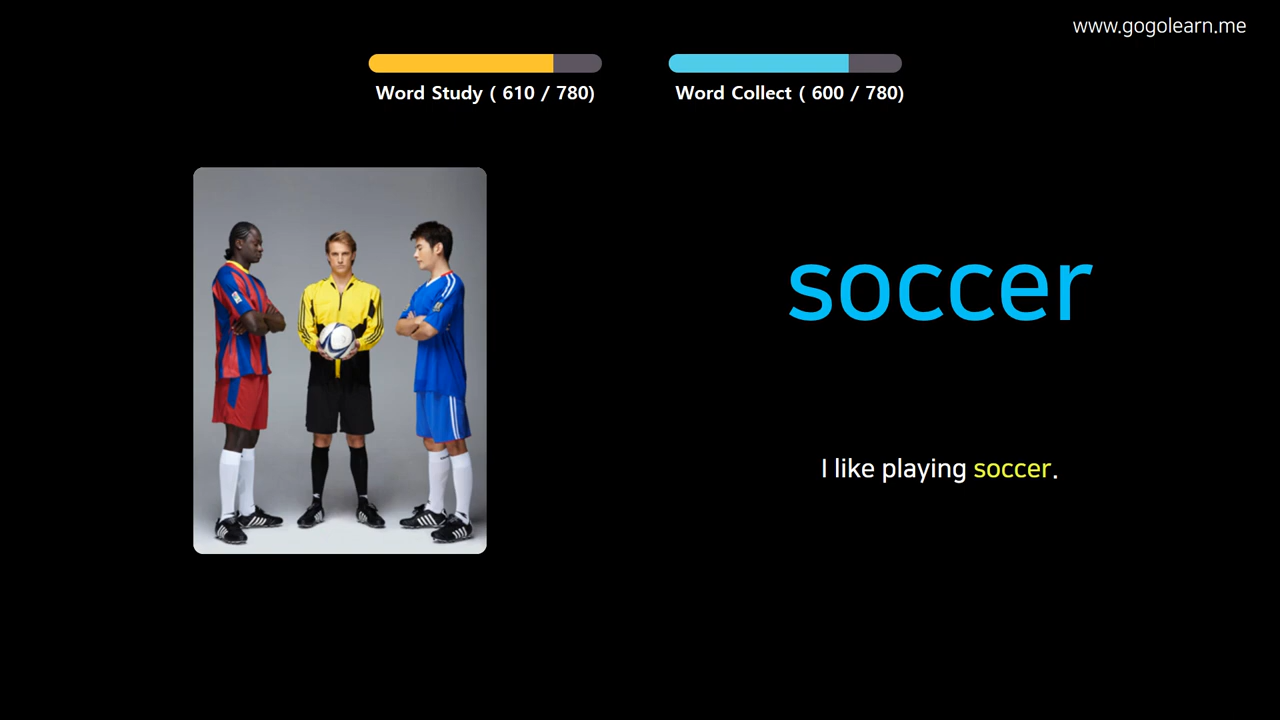 www.gogolearn.me
Word Study ( 610 / 780)
Word Collect ( 600 / 780)
soccer
I like playing soccer.